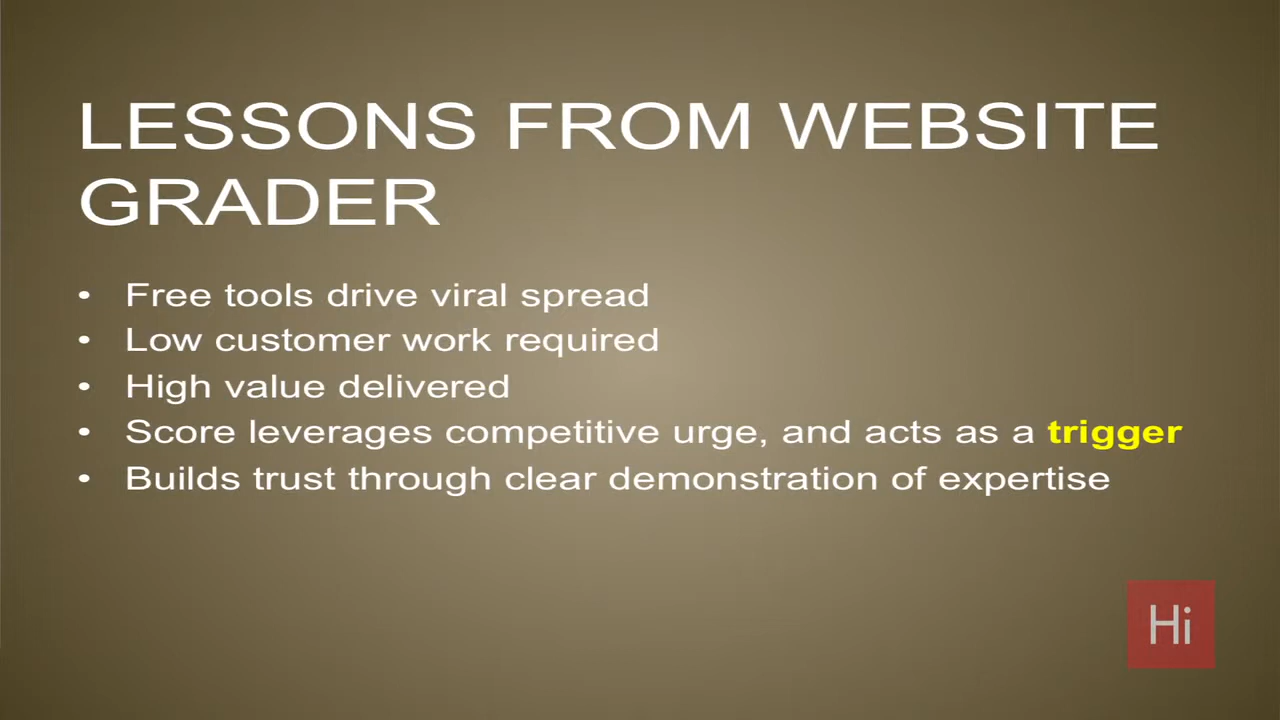 LESSONS FROM WEBSITE
GRADER
• Free tools drive viral spread
• Low customer work required
• High value delivered
• Score leverages competitive urge, and acts as a trigger
• Builds trust through clear demonstration of expertise
Hi